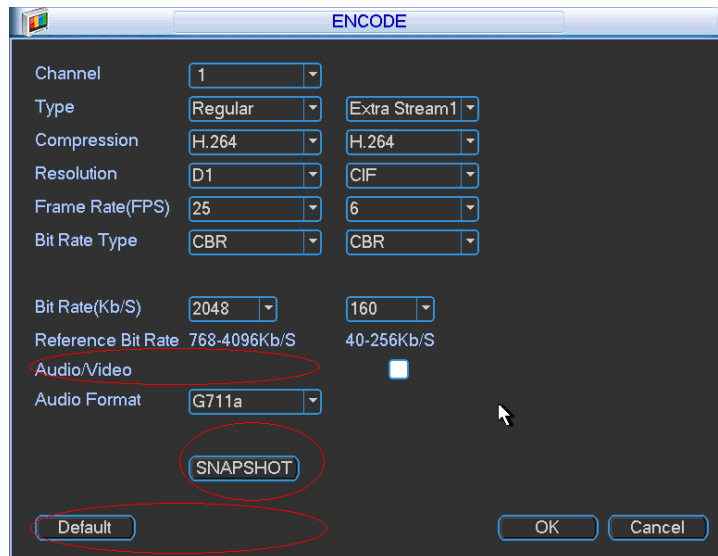 ENCODE
Channel 1
Type Regular Extra Stream1
Compression H.264 H.264
Resolution D1 CIF
Frame Rate(FPS) 25 6
Bit Rate Type CBR CBR
Bit Rate(Kb/S) 2048 160
Reference Bit Rate 768-4096Kb/S 40-256Kb/S
Audio/Video
Audio Format G711a
SNAPSHOT
Default OK Cancel